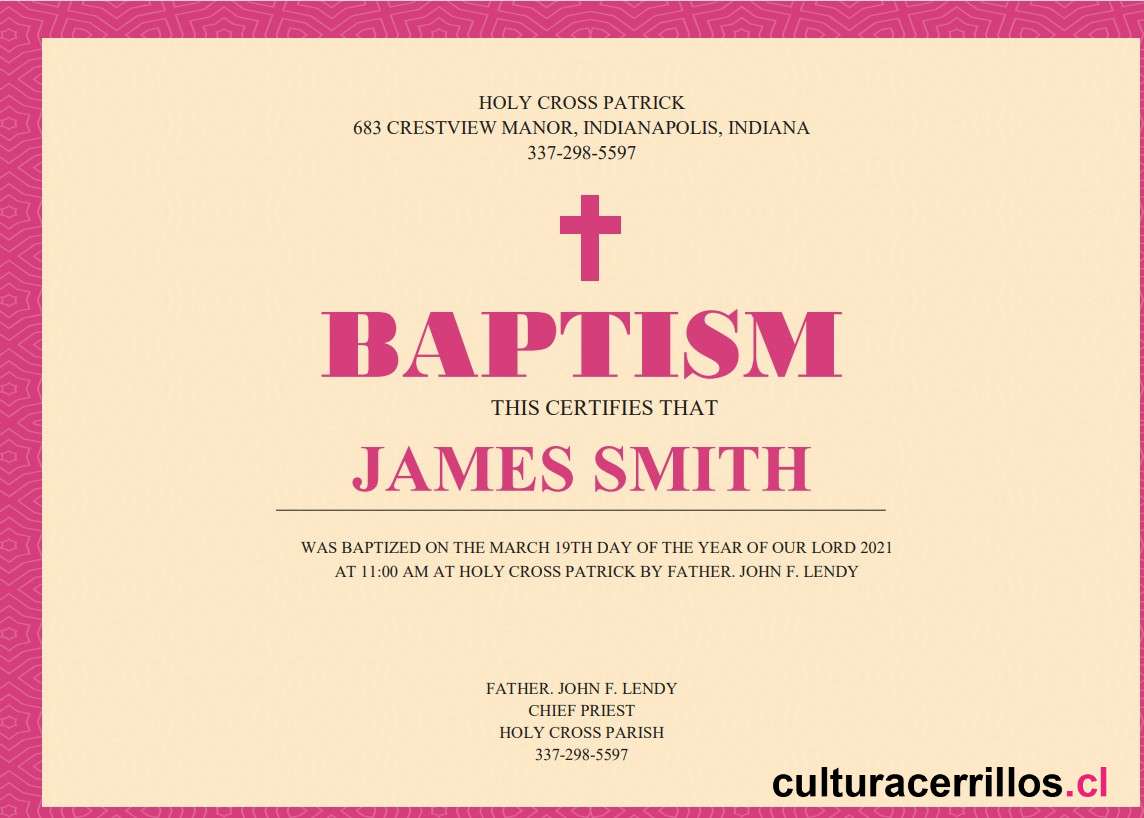 HOLY CROSS PATRICK
683 CRESTVIEW MANOR, INDIANAPOLIS, INDIANA
337-298-5597
BAPTISM
THIS CERTIFIES THAT
JAMES SMITH
WAS BAPTIZED ON THE MARCH 19TH DAY OF THE YEAR OF OUR LORD 2021
AT 11:00 AM AT HOLY CROSS PATRICK BY FATHER. JOHN F. LENDY
FATHER. JOHN F. LENDY
CHIEF PRIEST
HOLY CROSS PARISH
337-298-5597
culturacerrillos.cl